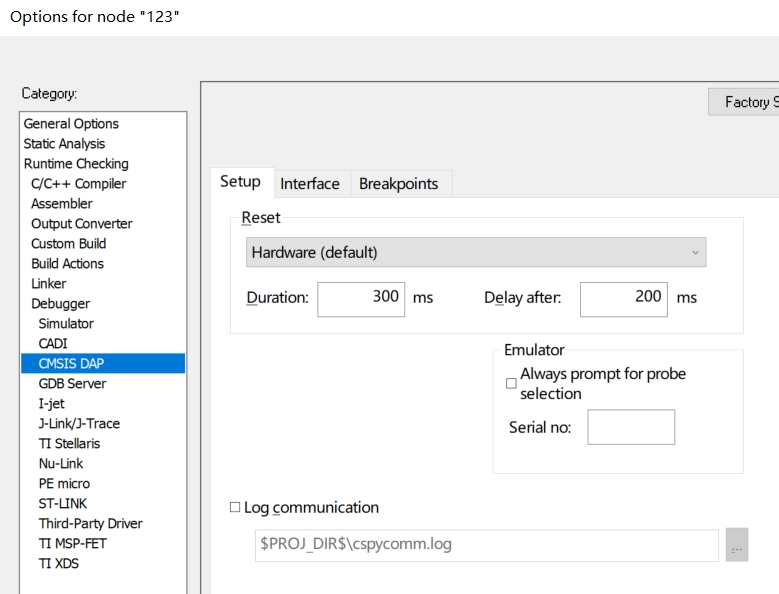 Options for node "123"
Category:
Factory S
General Options
Static Analysis
Runtime Checking
C/C++ Compiler
Assembler
Output Converter
Custom Build
Build Actions
Linker
Debugger
Simulator
CADI
CMSIS DAP
GDB Server
I-jet
J-Link/J-Trace
TI Stellaris
Nu-Link
PE micro
ST-LINK
Third-Party Driver
TI MSP-FET
TI XDS
Setup Interface Breakpoints
Reset
Hardware (default)
Duration: 300 ms Delay after: 200 ms
Emulator
Always prompt for probe
selection
Serial no:
Log communication
$PROJ_DIR$\cspycomm.log
...